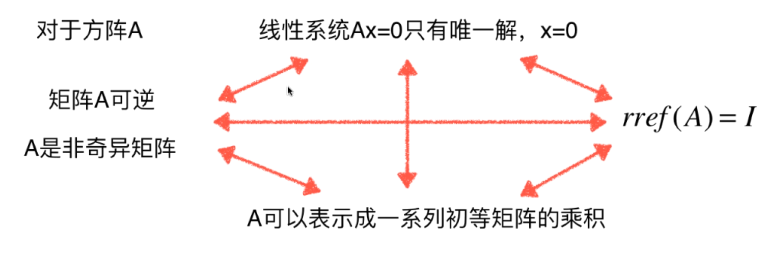 对于方阵A
线性系统Ax=0只有唯一解，x=0
矩阵A可逆
A是非奇异矩阵
rref(A) = I
A可以表示成一系列初等矩阵的乘积